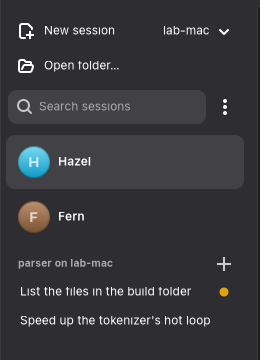 New session lab-mac
Open folder...
Search sessions
H Hazel
F Fern
parser on lab-mac
List the files in the build folder
Speed up the tokenizer's hot loop